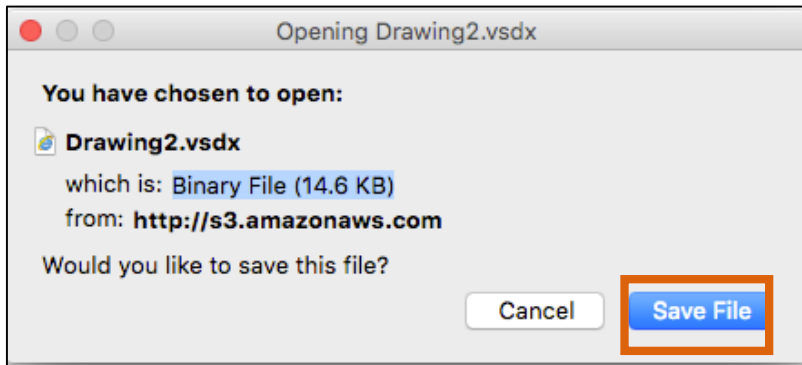 Opening Drawing2.vsdx
You have chosen to open:
Drawing2.vsdx
which is: Binary File (14.6 KB)
from: http://s3.amazonaws.com
Would you like to save this file?
Cancel Save File